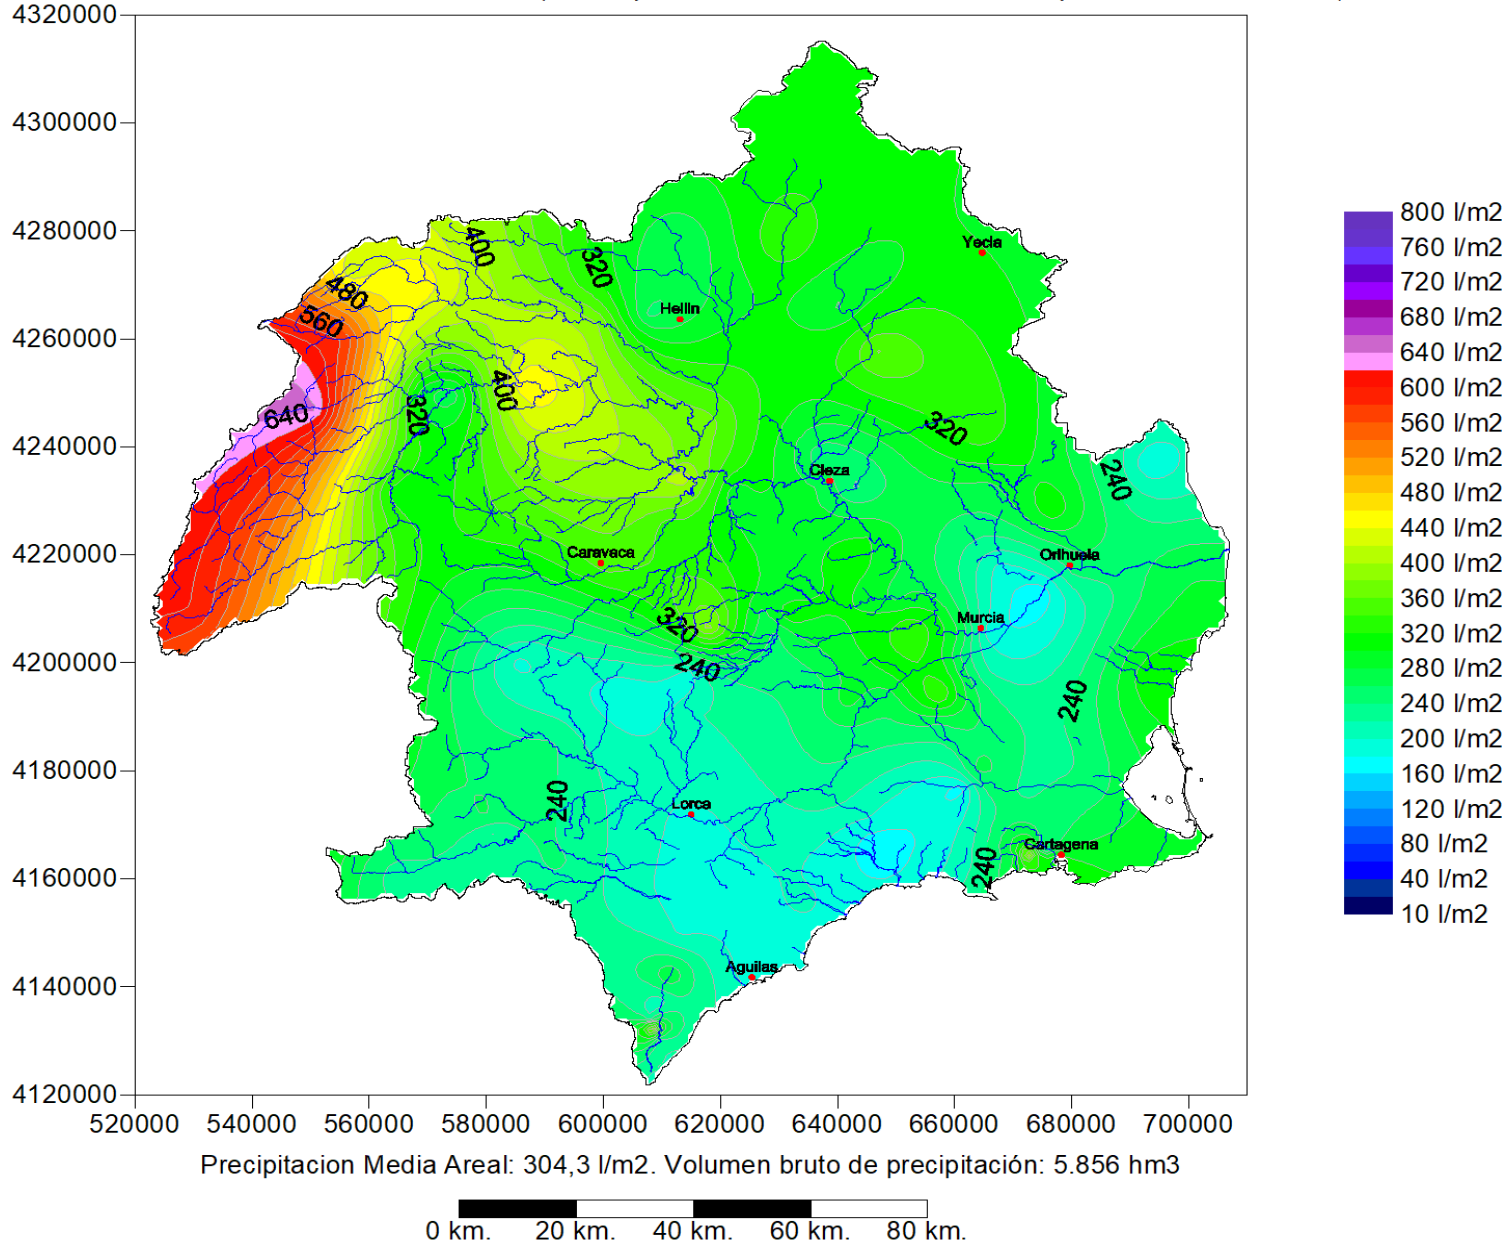 4320000
4300000
4280000
4260000
4240000
4220000
4200000
4180000
4160000
4140000
4120000
520000 540000 560000 580000 600000 620000 640000 660000 680000 700000
400
320
480
560
640
320
400
320
240
320
240
240
240
240
Yecla
Hellin
Cieza
Caravaca
Orihuela
Murcia
Lorca
Cartagena
Aguilas
800 l/m2
760 l/m2
720 l/m2
680 l/m2
640 l/m2
600 l/m2
560 l/m2
520 l/m2
480 l/m2
440 l/m2
400 l/m2
360 l/m2
320 l/m2
280 l/m2
240 l/m2
200 l/m2
160 l/m2
120 l/m2
80 l/m2
40 l/m2
10 l/m2
Precipitacion Media Areal: 304,3 l/m2. Volumen bruto de precipitación: 5.856 hm3
0 km. 20 km. 40 km. 60 km. 80 km.